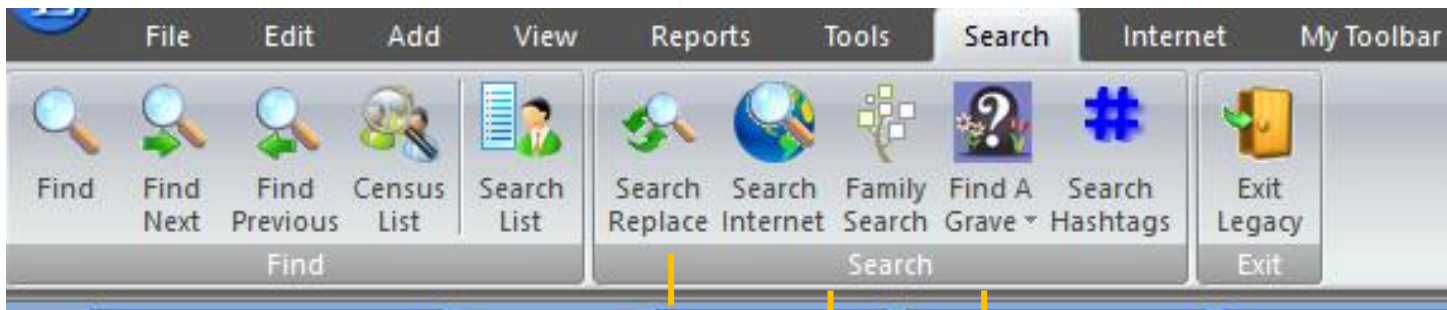 File Edit Add View Reports Tools Search Internet My Toolbar
Find Find Find Census Search Search Search Family Find A Search Exit
Next Previous List List Replace Internet Search Grave Hashtags Legacy
Find Search Exit